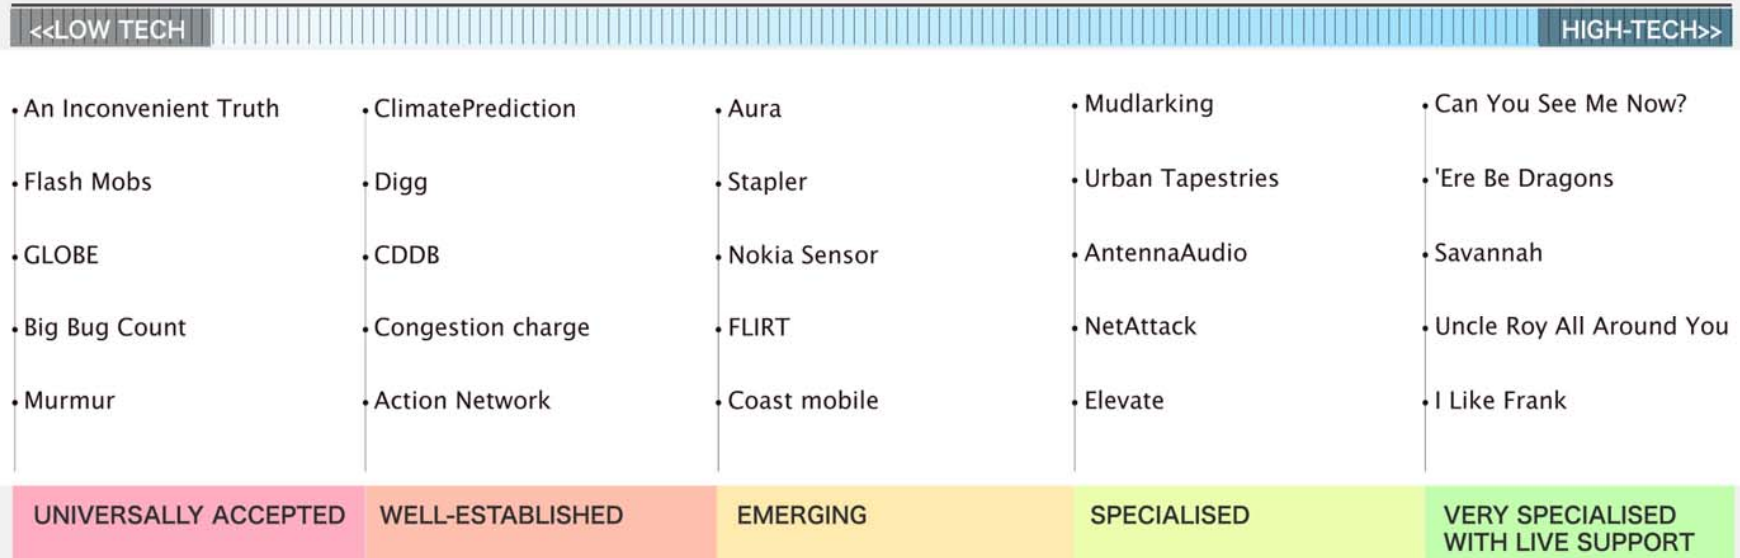 <<LOW TECH
HIGH-TECH>>
• An Inconvenient Truth
• Flash Mobs
• GLOBE
• Big Bug Count
• Murmur
UNIVERSALLY ACCEPTED
• ClimatePrediction
• Digg
• CDDB
• Congestion charge
• Action Network
WELL-ESTABLISHED
• Aura
• Stapler
• Nokia Sensor
• FLIRT
• Coast mobile
EMERGING
• Mudlarking
• Urban Tapestries
• AntennaAudio
• NetAttack
• Elevate
SPECIALISED
• Can You See Me Now?
• 'Ere Be Dragons
• Savannah
• Uncle Roy All Around You
• I Like Frank
VERY SPECIALISED
WITH LIVE SUPPORT